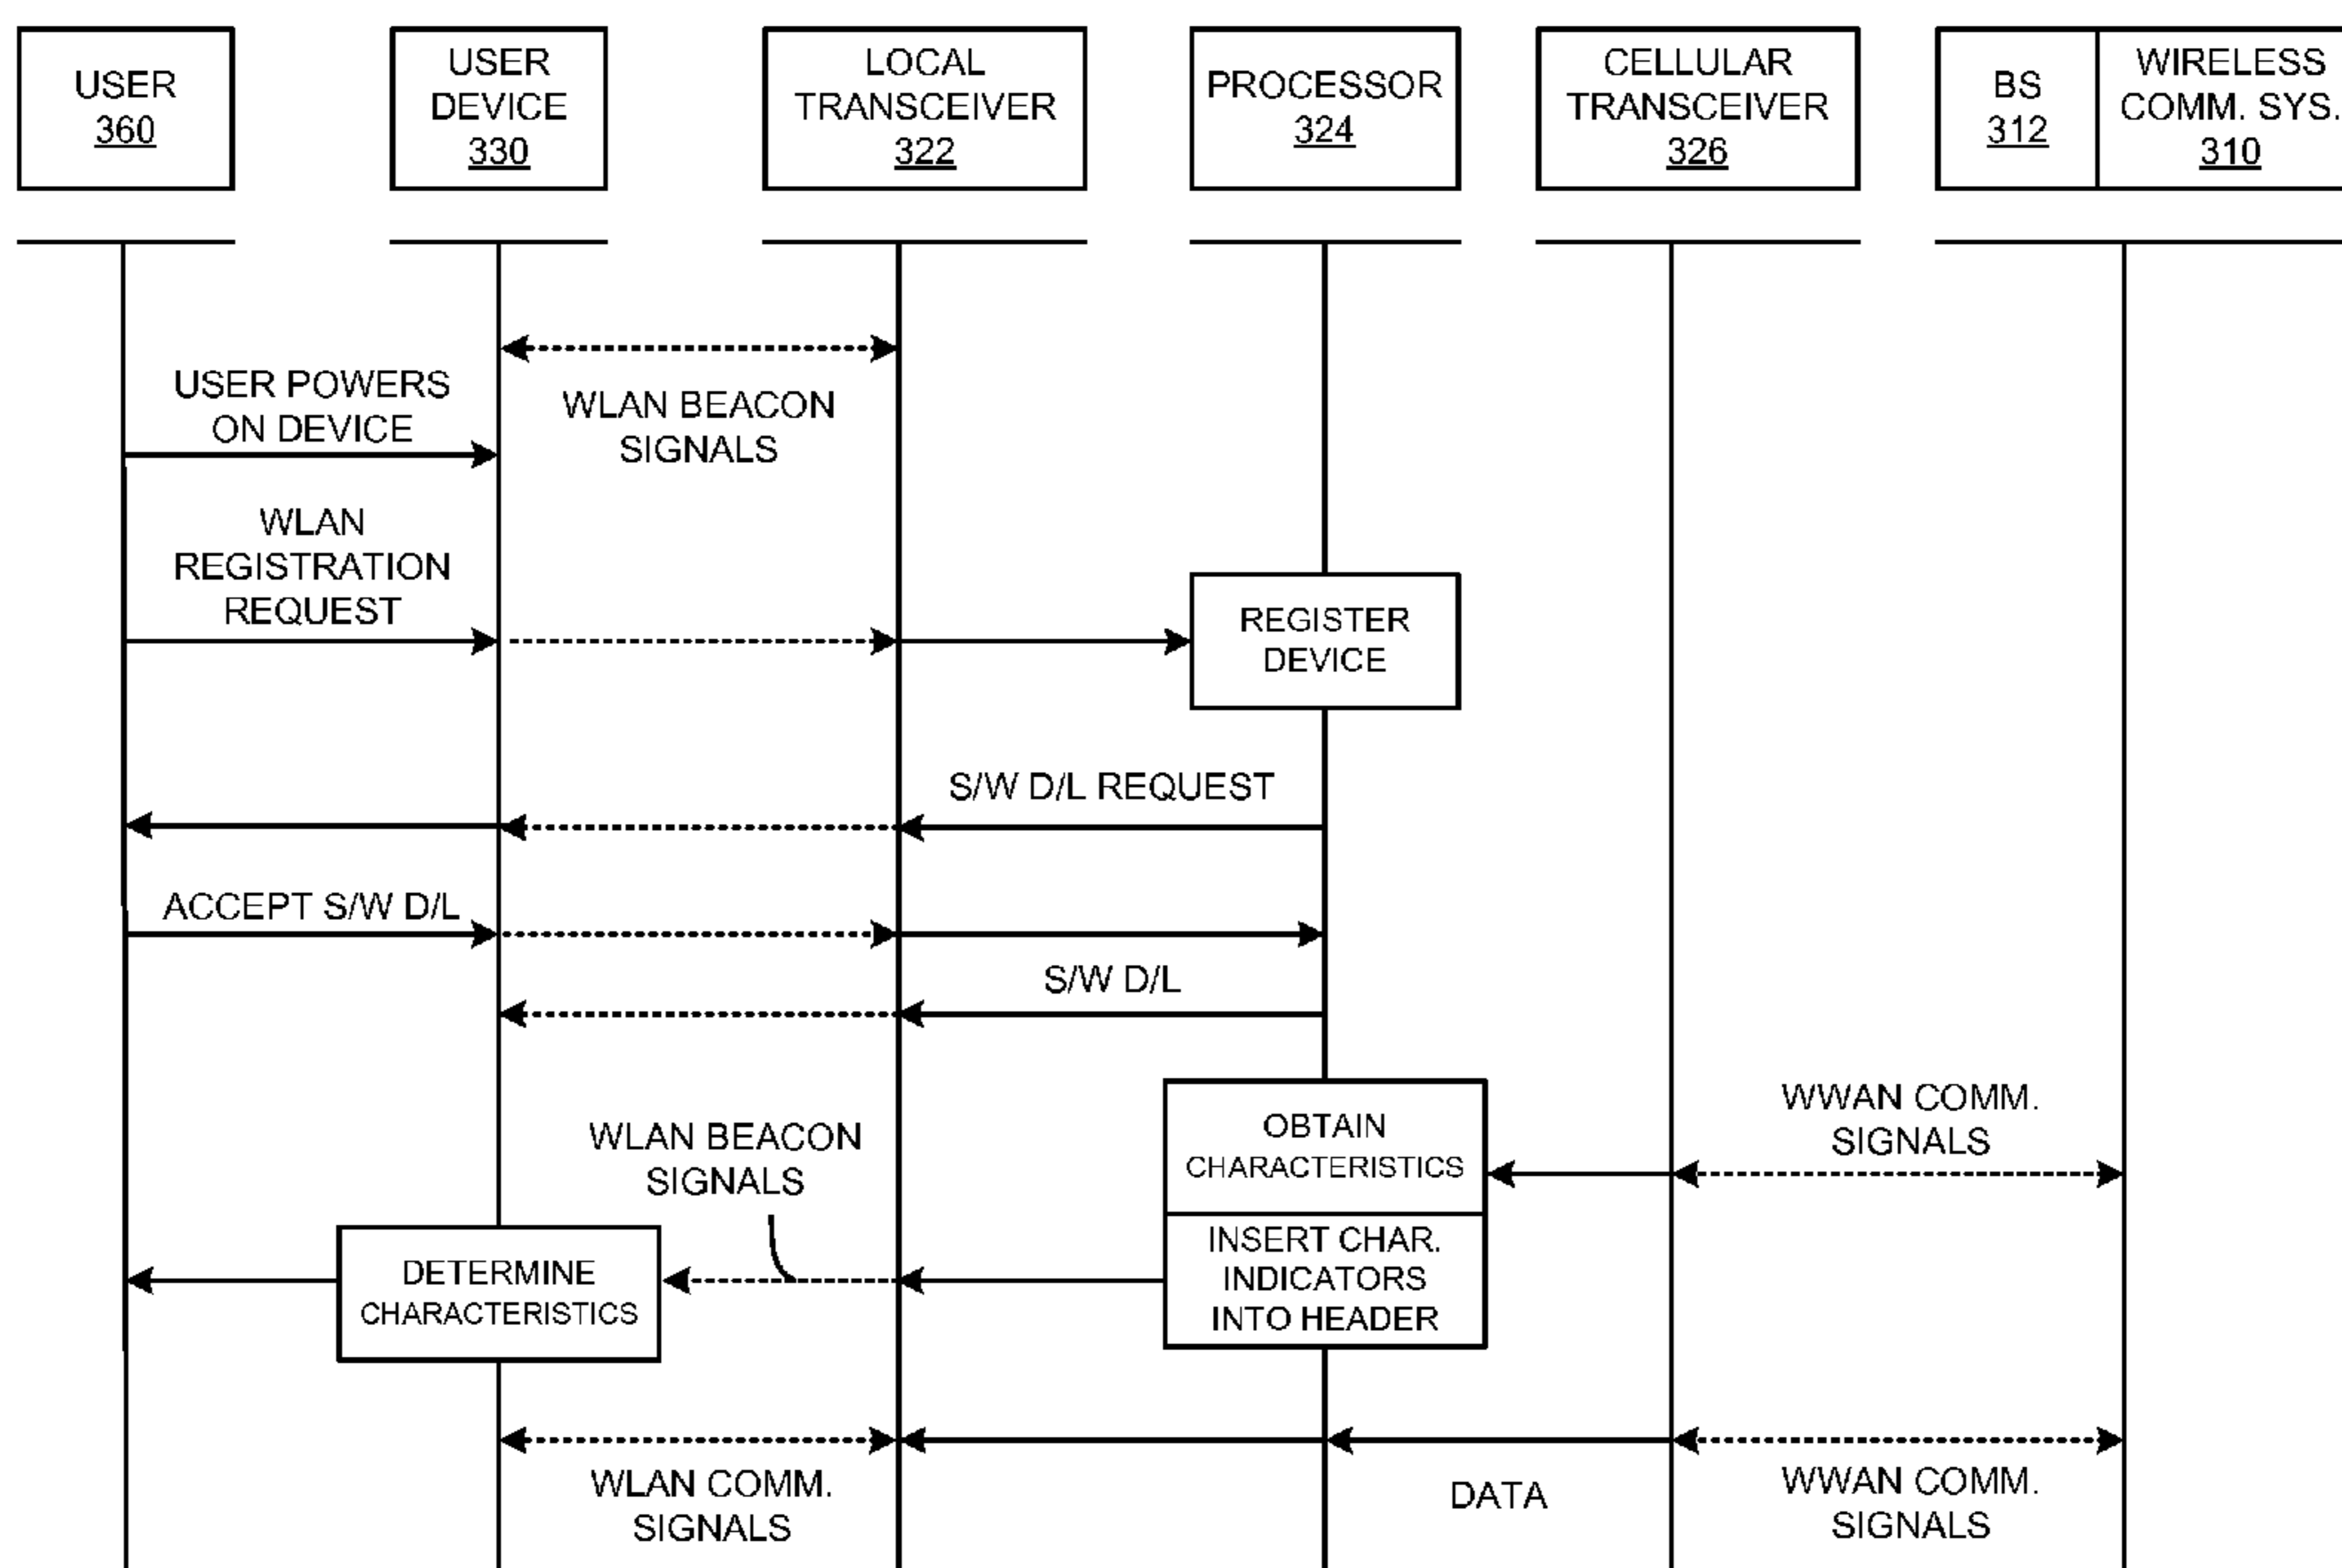 USER
360
USER
DEVICE
330
LOCAL
TRANSCEIVER
322
PROCESSOR
324
CELLULAR
TRANSCEIVER
326
BS
312
WIRELESS
COMM. SYS.
310
USER POWERS
ON DEVICE
WLAN BEACON
SIGNALS
WLAN
REGISTRATION
REQUEST
REGISTER
DEVICE
S/W D/L REQUEST
ACCEPT S/W D/L
S/W D/L
WLAN BEACON
SIGNALS
OBTAIN
CHARACTERISTICS
WWAN COMM.
SIGNALS
INSERT CHAR.
INDICATORS
INTO HEADER
DETERMINE
CHARACTERISTICS
WLAN COMM.
SIGNALS
DATA
WWAN COMM.
SIGNALS